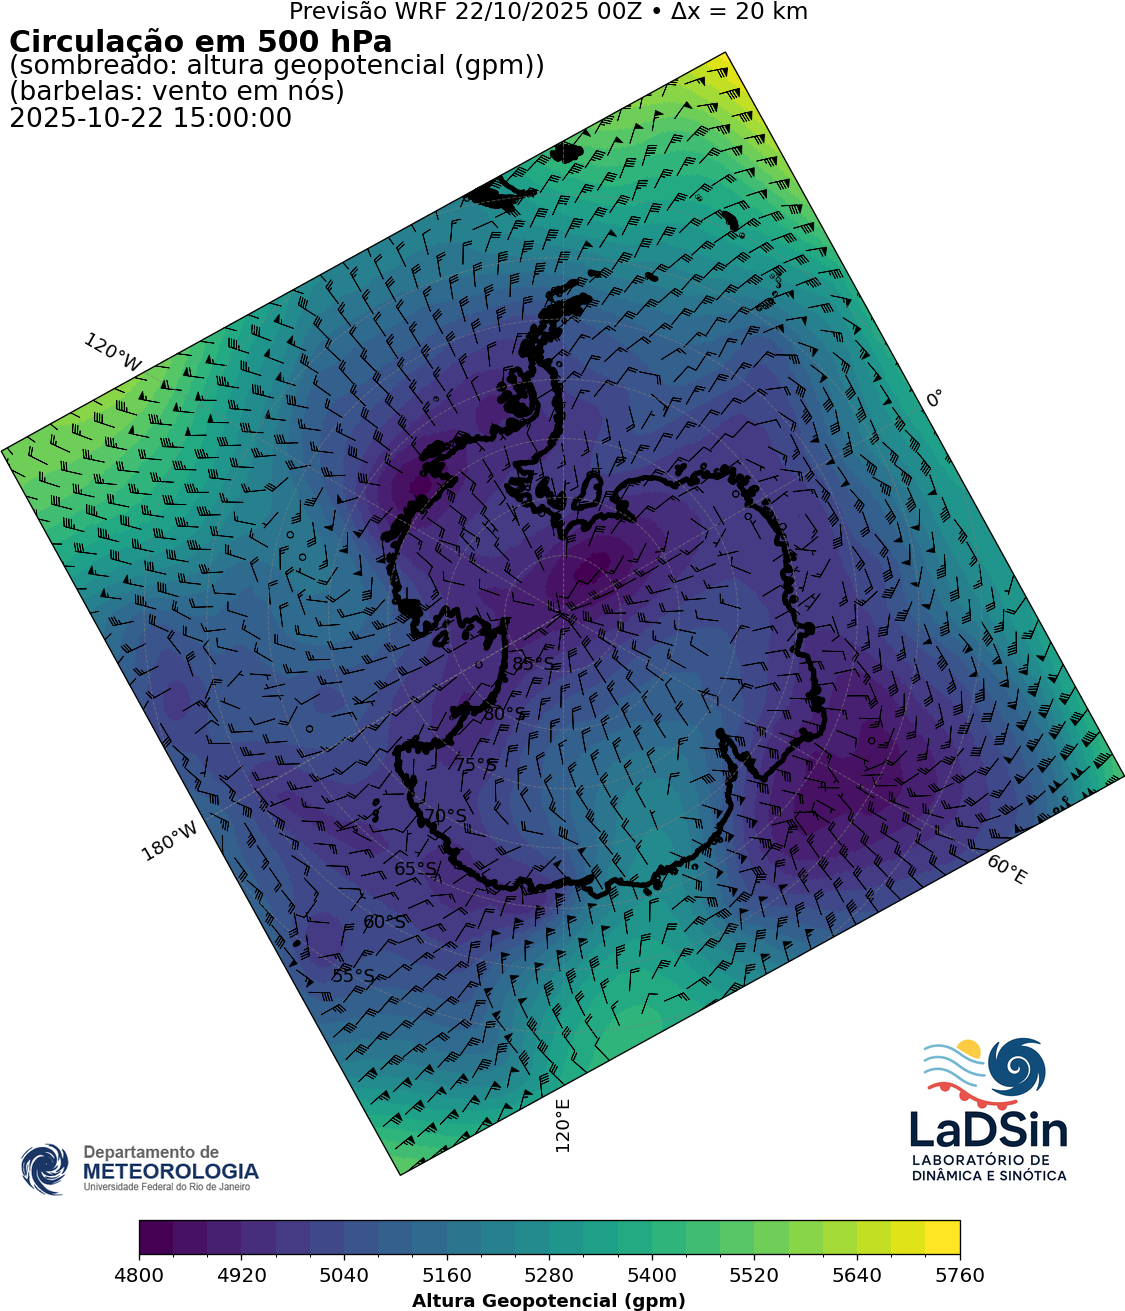 Previsão WRF 22/10/2025 00Z • Δx = 20 km
Circulação em 500 hPa
(sombreado: altura geopotencial (gpm))
(barbelas: vento em nós)
2025-10-22 15:00:00
120°W
0°
85°S
80°S
75°S
70°S
180°W
65°S
60°E
60°S
55°S
120°E
LaDSin
LABORATÓRIO DE
DINÂMICA E SINÓTICA
Departamento de
METEOROLOGIA
Universidade Federal do Rio de Janeiro
4800 4920 5040 5160 5280 5400 5520 5640 5760
Altura Geopotencial (gpm)